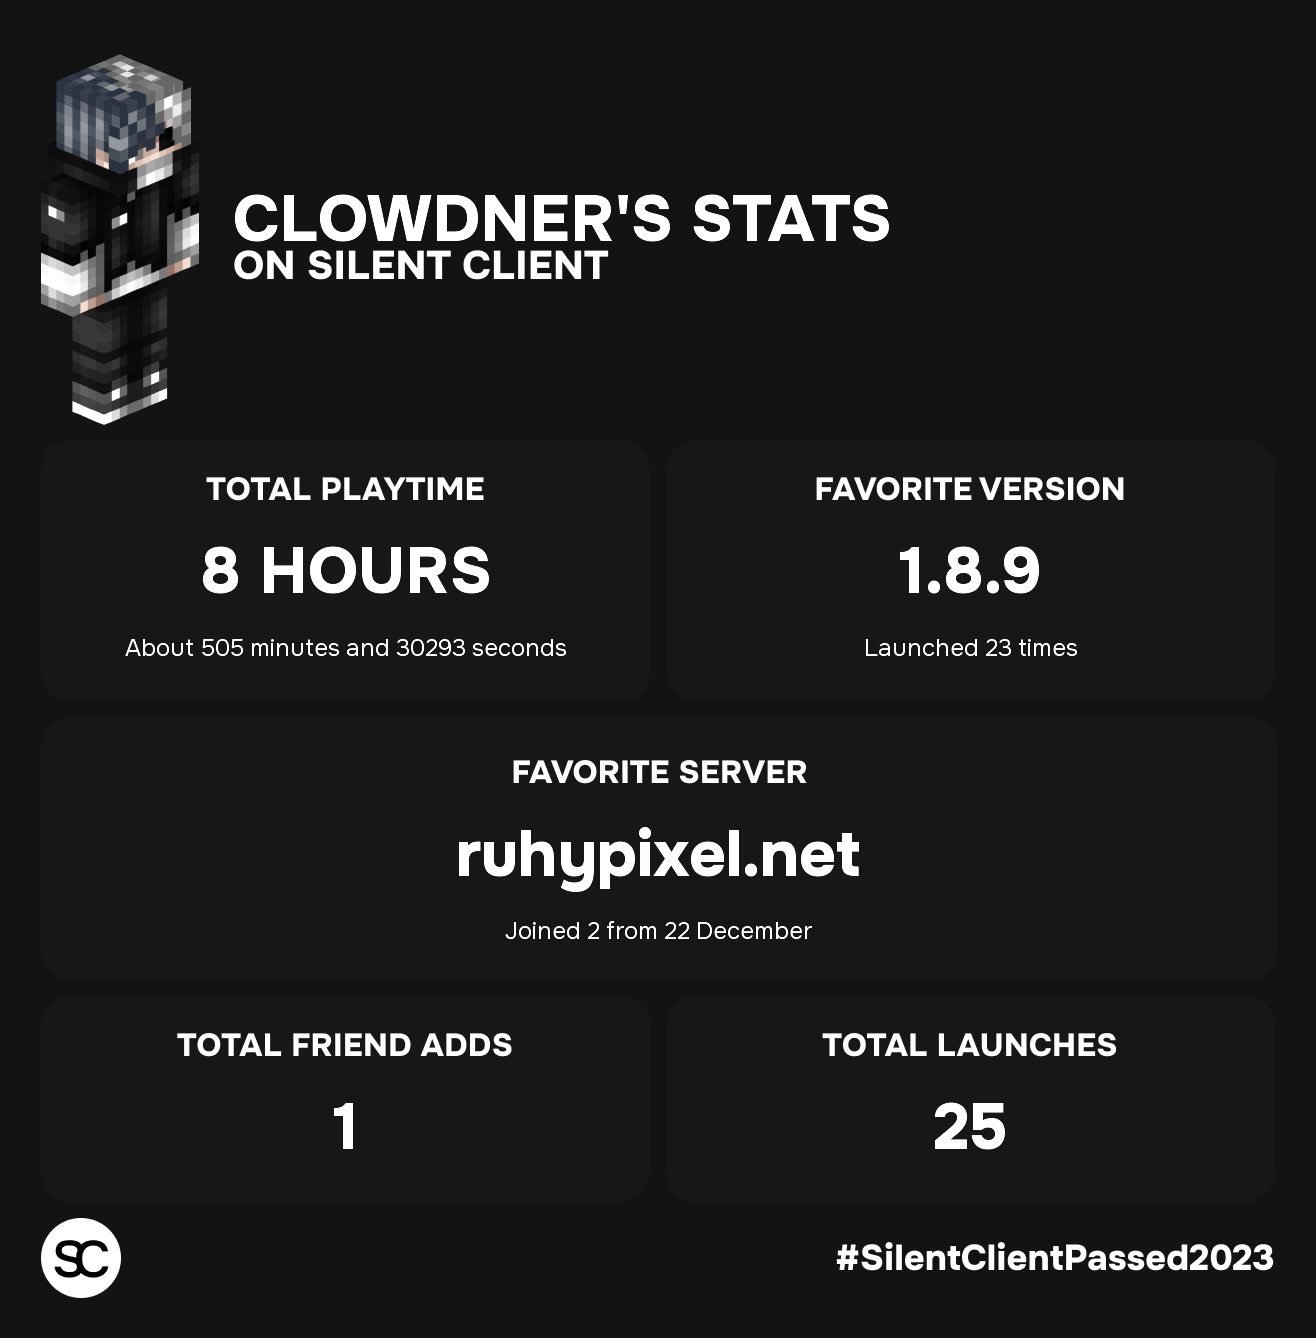 CLOWDNER'S STATS
ON SILENT CLIENT
TOTAL PLAYTIME
8 HOURS
About 505 minutes and 30293 seconds
FAVORITE VERSION
1.8.9
Launched 23 times
FAVORITE SERVER
ruhypixel.net
Joined 2 from 22 December
TOTAL FRIEND ADDS
1
TOTAL LAUNCHES
25
SC
#SilentClientPassed2023